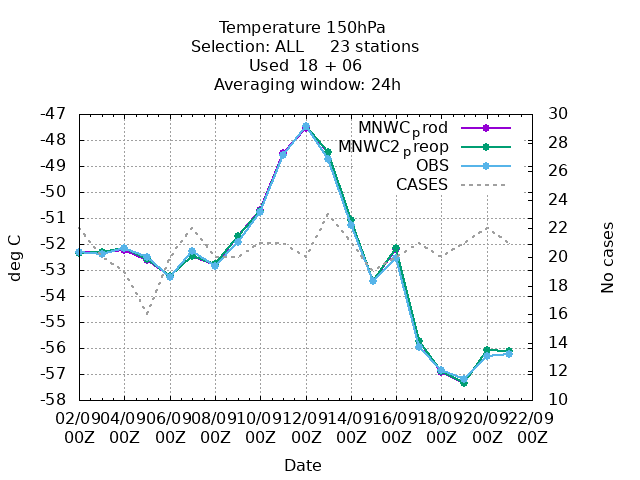 Temperature 150hPa
Selection: ALL 23 stations
Used 18 + 06
Averaging window: 24h
-47
-48
-49
-50
-51
-52
-53
-54
-55
-56
-57
-58
deg C
30
28
26
24
22
20
18
16
14
12
10
No cases
MNWCprod
MNWC2preop
OBS
CASES
02/09 04/09 06/09 08/09 10/09 12/09 14/09 16/09 18/09 20/09 22/09
00Z 00Z 00Z 00Z 00Z 00Z 00Z 00Z 00Z 00Z 00Z
Date